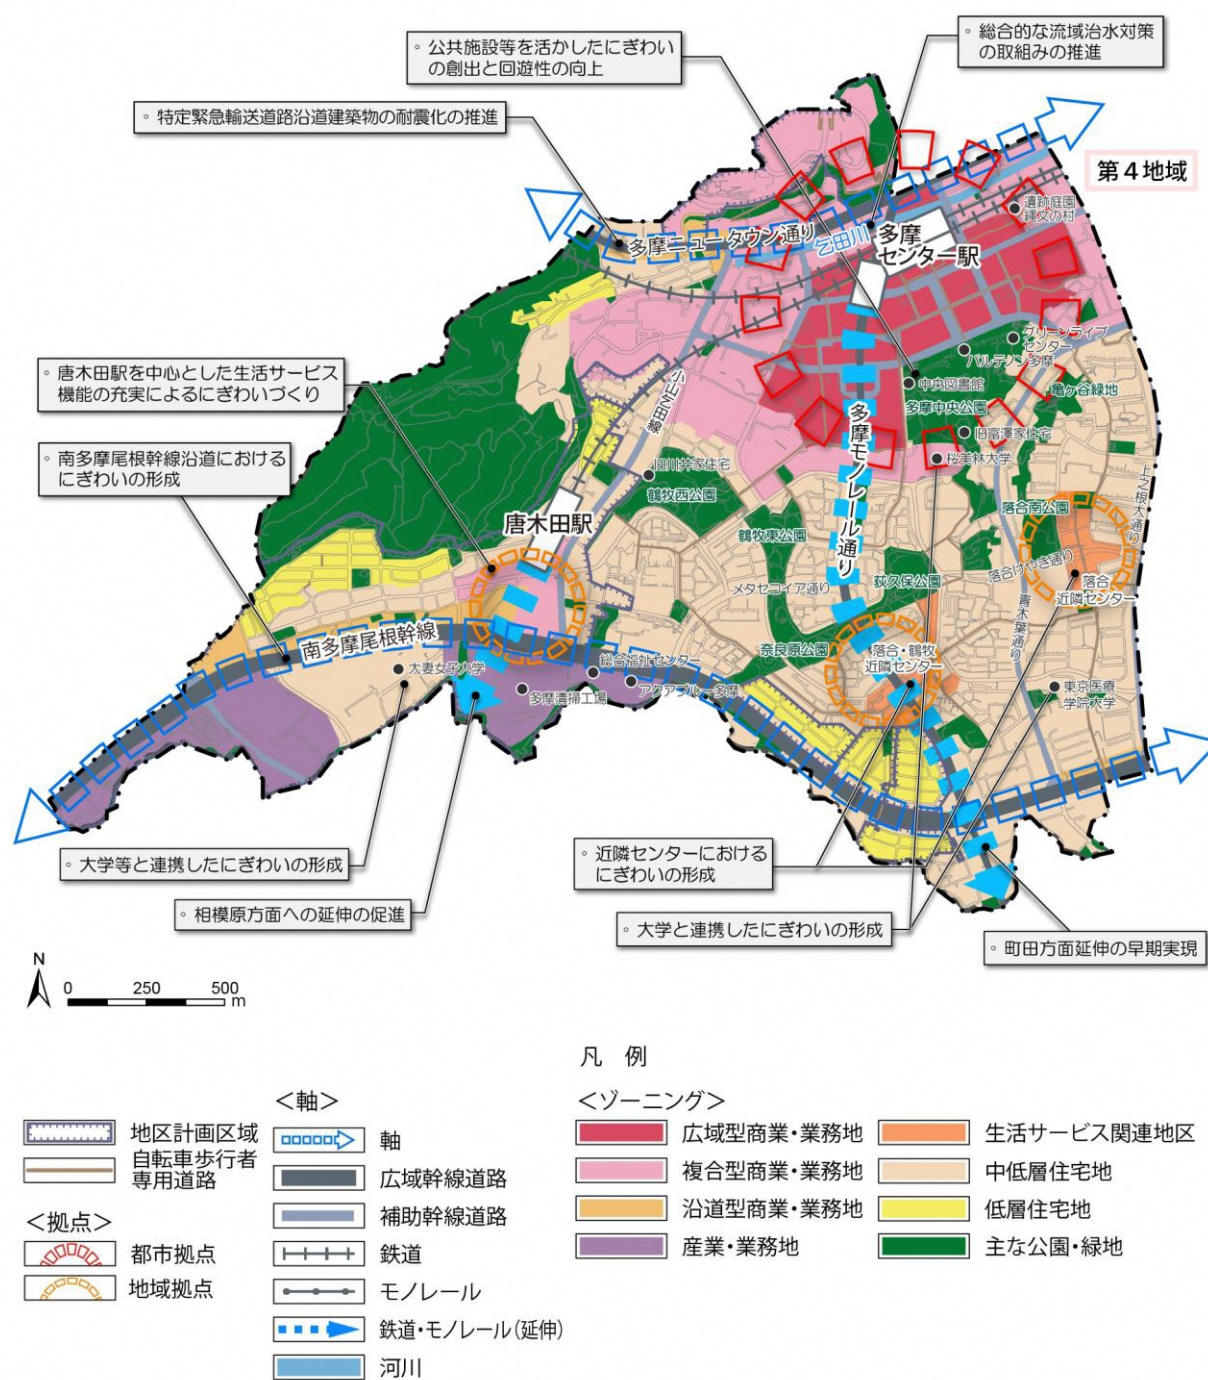 ◦ 総合的な流域治水対策
の取組みの推進
◦ 公共施設等を活かしたにぎわい
の創出と回遊性の向上
◦ 特定緊急輸送道路沿道建築物の耐震化の推進
第4地域
遺跡庭園
縄文の村
多摩ニュータウン通り
乞田川
多摩
センター駅
グリーンライブ
センター
パルテノン多摩
◦ 唐木田駅を中心とした生活サービス
機能の充実によるにぎわいづくり
小山乞田線
中央図書館
亀ヶ谷緑地
多摩中央公園
多摩モノレール通り
旧富澤家住宅
◦ 南多摩尾根幹線沿道における
にぎわいの形成
桜美林大学
旧川井家住宅
鶴牧西公園
上之根大通り
落合南公園
唐木田駅
鶴牧東公園
落合けやき通り
荻久保公園
メタセコイア通り
落合
近隣センター
青木葉通り
南多摩尾根幹線
奈良原公園
落合・鶴牧
近隣センター
総合福祉センター
大妻女子大学
アクアブルー多摩
多摩清掃工場
東京医療
学院大学
◦ 大学等と連携したにぎわいの形成
◦ 近隣センターにおける
にぎわいの形成
◦ 相模原方面への延伸の促進
◦ 大学と連携したにぎわいの形成
◦ 町田方面延伸の早期実現
N
0 250 500
m
凡 例
地区計画区域
自転車歩行者
専用道路
<拠点>
都市拠点
地域拠点
<軸>
軸
広域幹線道路
補助幹線道路
鉄道
モノレール
鉄道・モノレール(延伸)
河川
<ゾーニング>
広域型商業・業務地
複合型商業・業務地
沿道型商業・業務地
産業・業務地
生活サービス関連地区
中低層住宅地
低層住宅地
主な公園・緑地